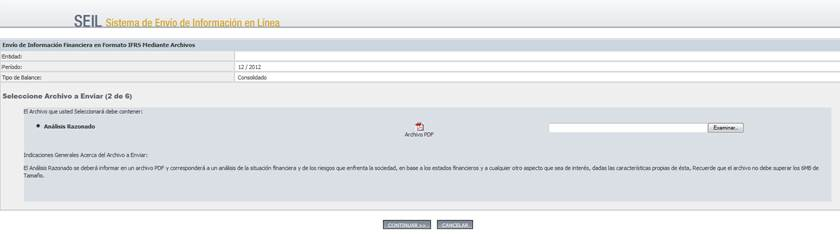 SEIL Sistema de Envío de Información en Línea
Envío de Información Financiera en Formato IFRS Mediante Archivos
Entidad:
Período: 12 / 2012
Tipo de Balance: Consolidado
Seleccione Archivo a Enviar (2 de 6)
El Archivo que usted Seleccionará debe contener:
• Análisis Razonado Examinar..
Archivo PDF
Indicaciones Generales Acerca del Archivo a Enviar:
El Análisis Razonado se deberá informar en un archivo PDF y corresponderá a un análisis de la situación financiera y de los riesgos que enfrenta la sociedad, en base a los estados financieros y a cualquier otro aspecto que sea de interés, dadas las características propias de ésta, Recuerde que el archivo no debe superar los 6MB de
Tamaño.
CONTINUAR >> CANCELAR